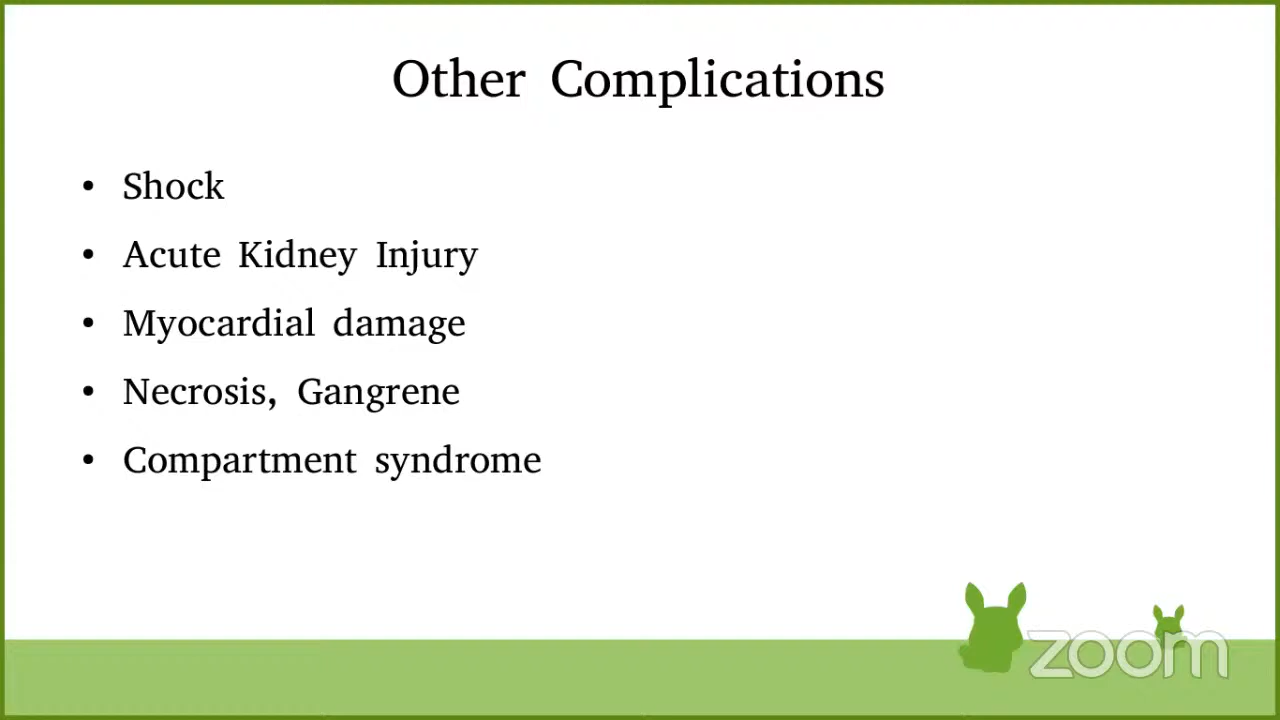 Other Complications
• Shock
• Acute Kidney Injury
• Myocardial damage
• Necrosis, Gangrene
• Compartment syndrome
zoom